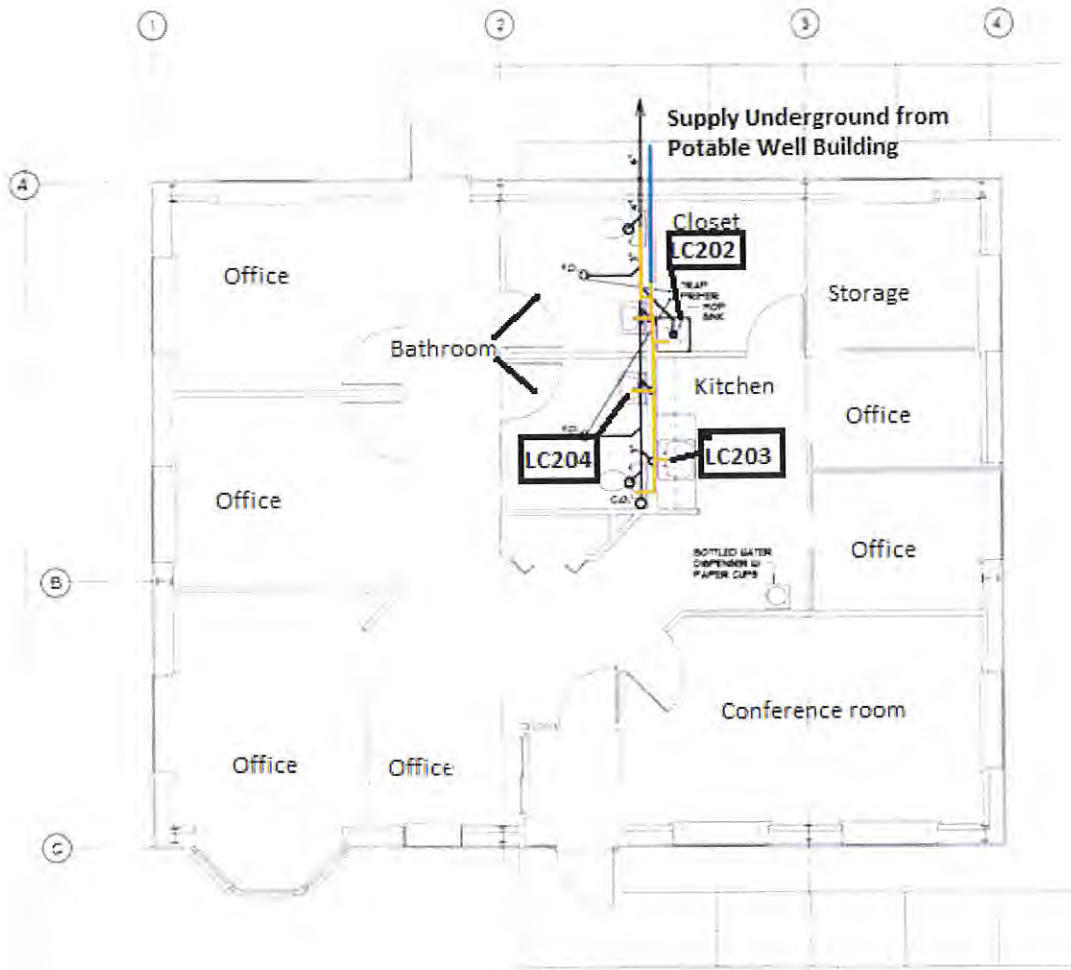 1
2
3
4
Supply Underground from
Potable Well Building
A
Closet
LC202
F.D.
TRAP
PRIMER
MOP
SINK
Office
Storage
Bathroom
Kitchen
Office
F.D.
LC204
LC203
Office
C.O.
Office
BOTTLED WATER
DISPENSER W/
PAPER CUPS
B
Conference room
Office
Office